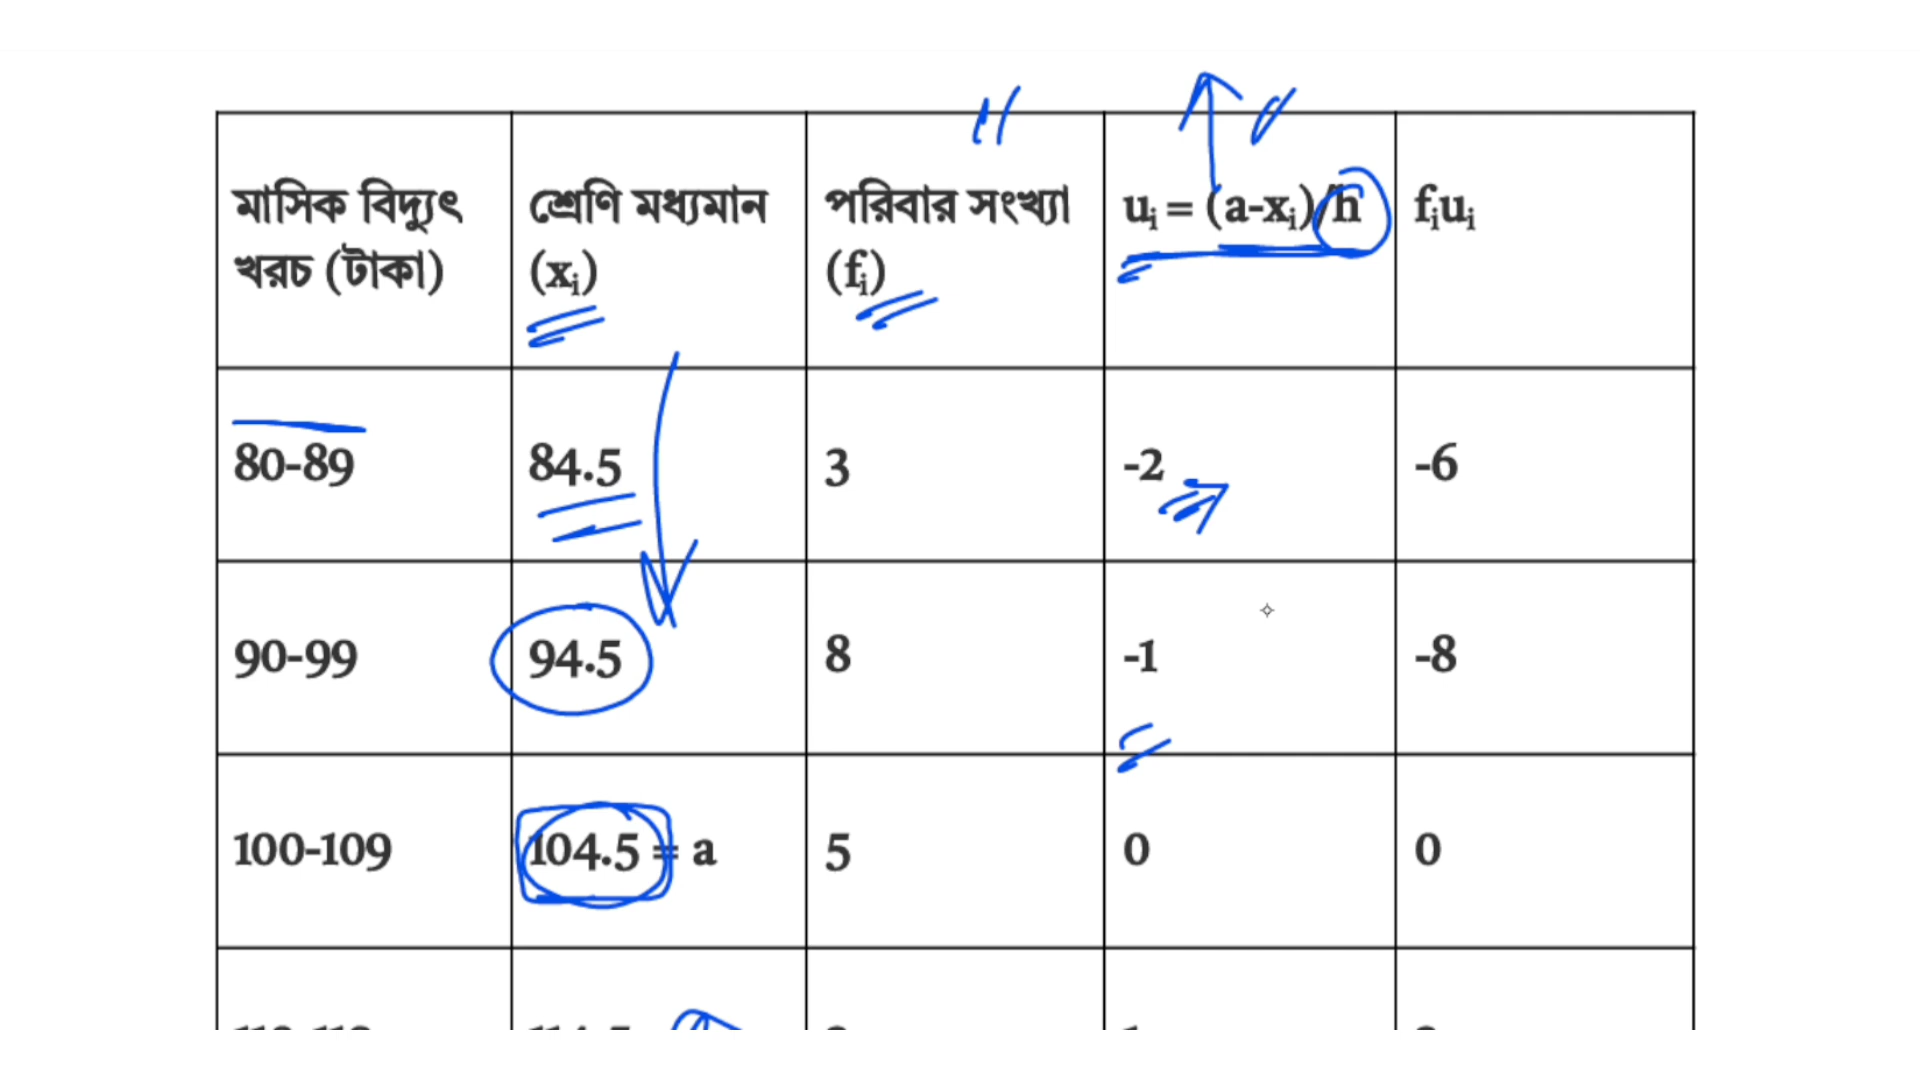 মাসিক বিদ্যুৎ খরচ (টাকা) শ্রেণি মধ্যমান (xᵢ) পরিবার সংখ্যা (fᵢ) uᵢ = (a-xᵢ)/h fᵢuᵢ
80-89 84.5 3 -2 -6
90-99 94.5 8 -1 -8
100-109 104.5 = a 5 0 0